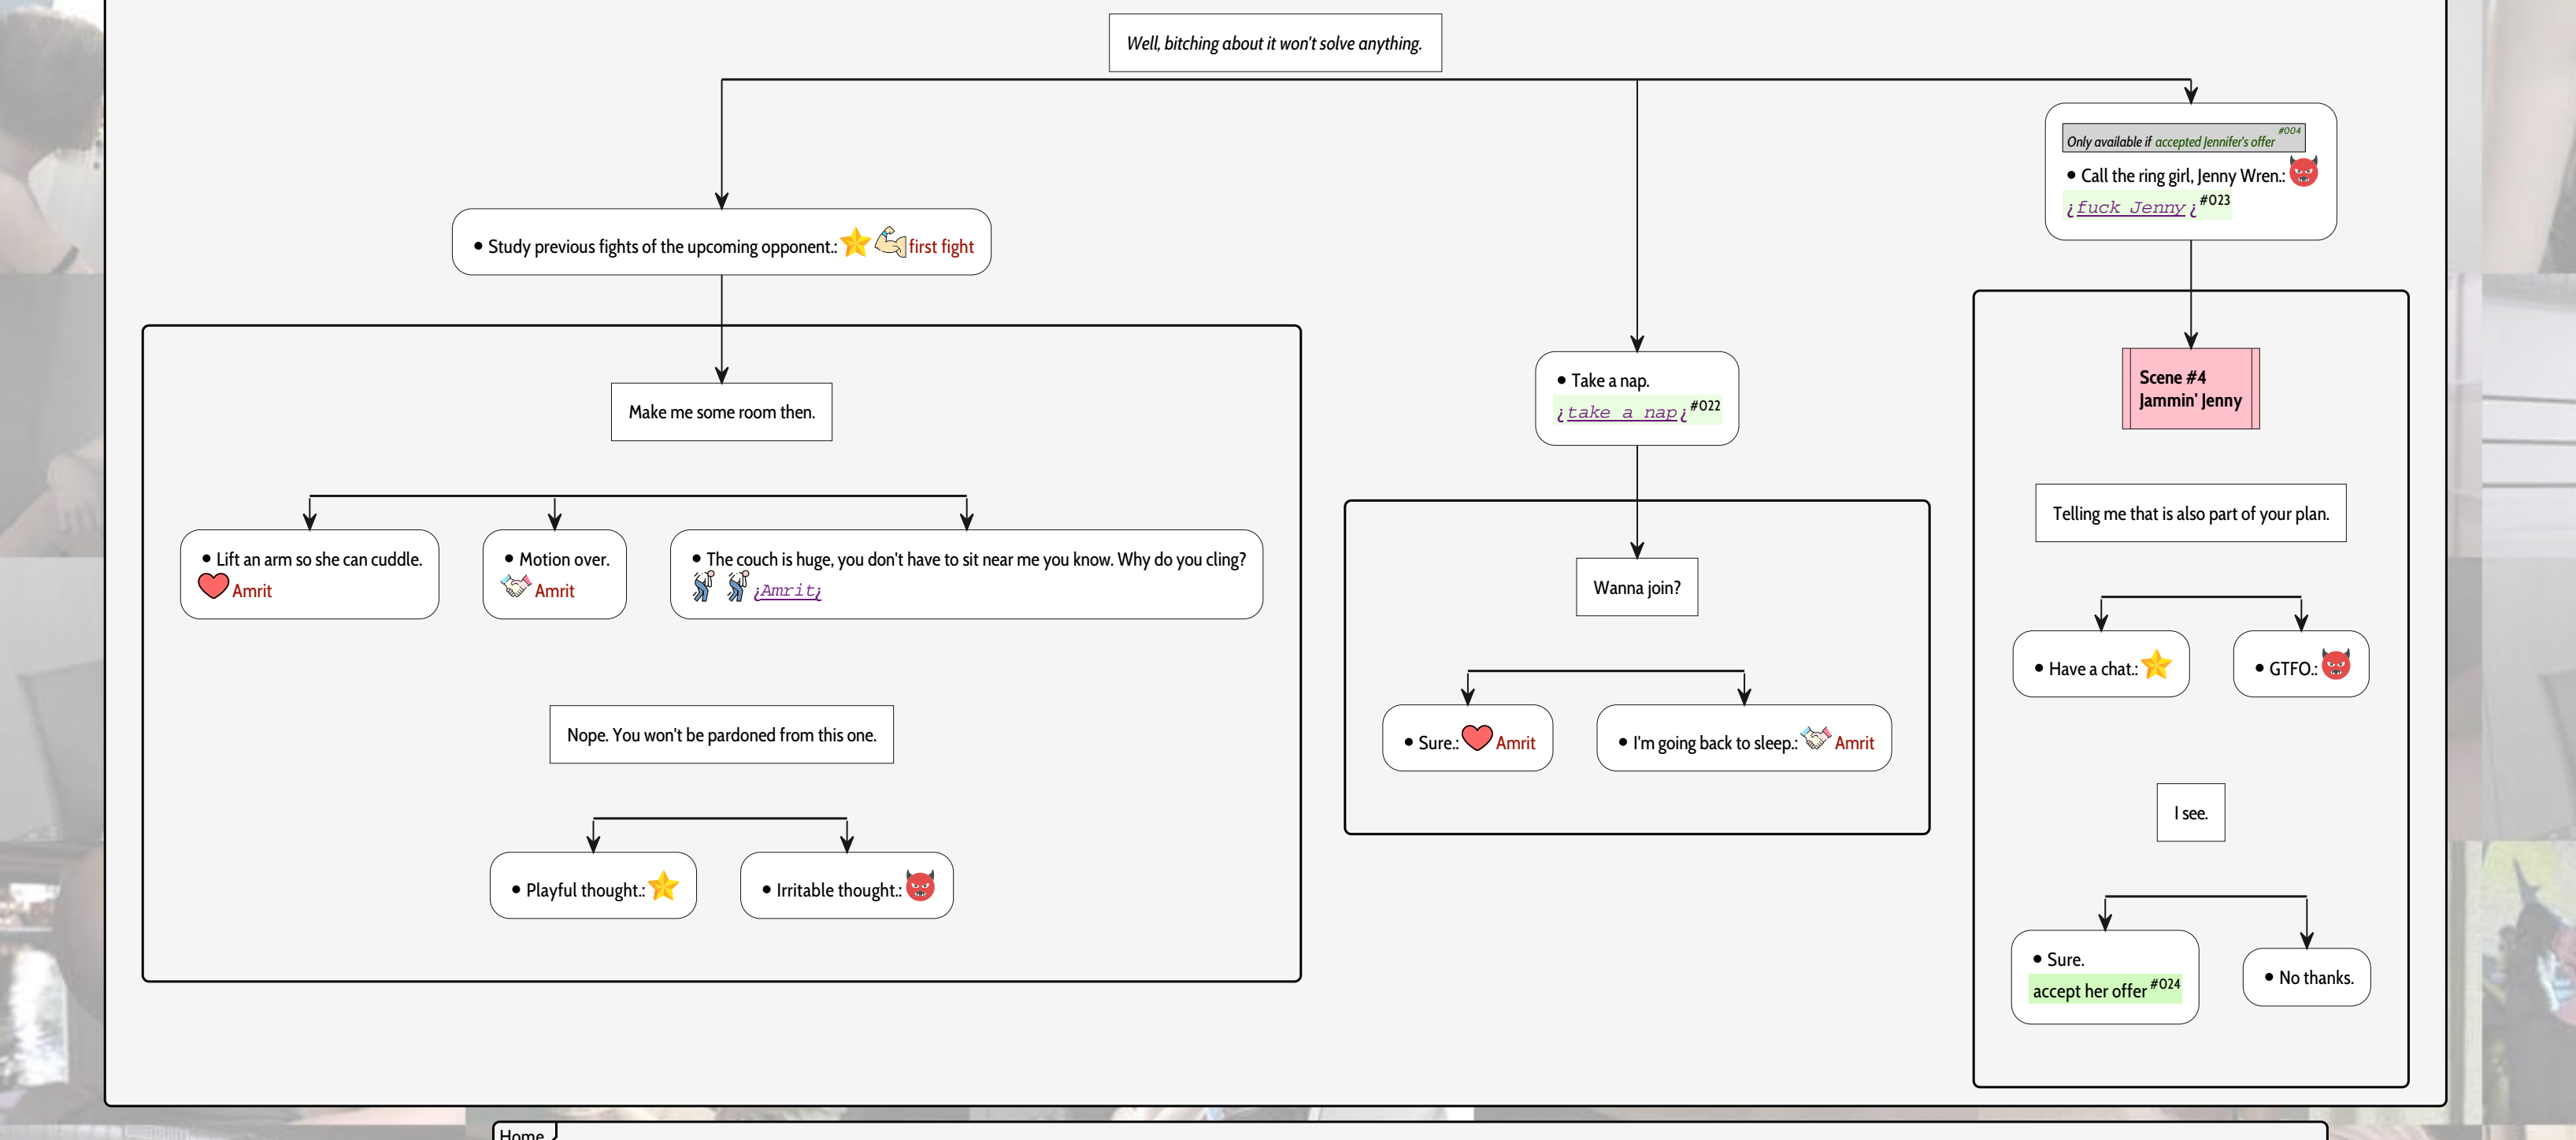 Well, bitching about it won't solve anything.
Only available if accepted Jennifer's offer #004
• Call the ring girl, Jenny Wren.:
¿fuck Jenny¿ #023
• Study previous fights of the upcoming opponent.: first fight
Make me some room then.
• Lift an arm so she can cuddle.
Amrit
• Motion over.
Amrit
• The couch is huge, you don't have to sit near me you know. Why do you cling?
¿Amrit¿
Nope. You won't be pardoned from this one.
• Playful thought.:
• Irritable thought.:
• Take a nap.
¿take a nap¿ #022
Wanna join?
• Sure.: Amrit
• I'm going back to sleep.: Amrit
Scene #4
Jammin' Jenny
Telling me that is also part of your plan.
• Have a chat.:
• GTFO.:
I see.
• Sure.
accept her offer #024
• No thanks.
Home